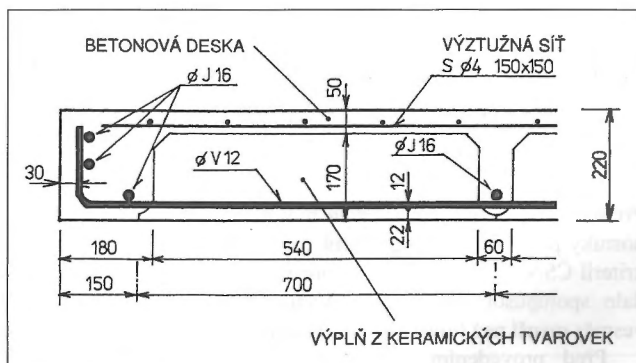 BETONOVÁ DESKA
VÝZTUŽNÁ SÍŤ
S ϕ4 150x150
ϕ J 16
50
ϕ J 16
30
ϕ V 12
170
12
220
22
180
540
60
150
700
VÝPLŇ Z KERAMICKÝCH TVAROVEK